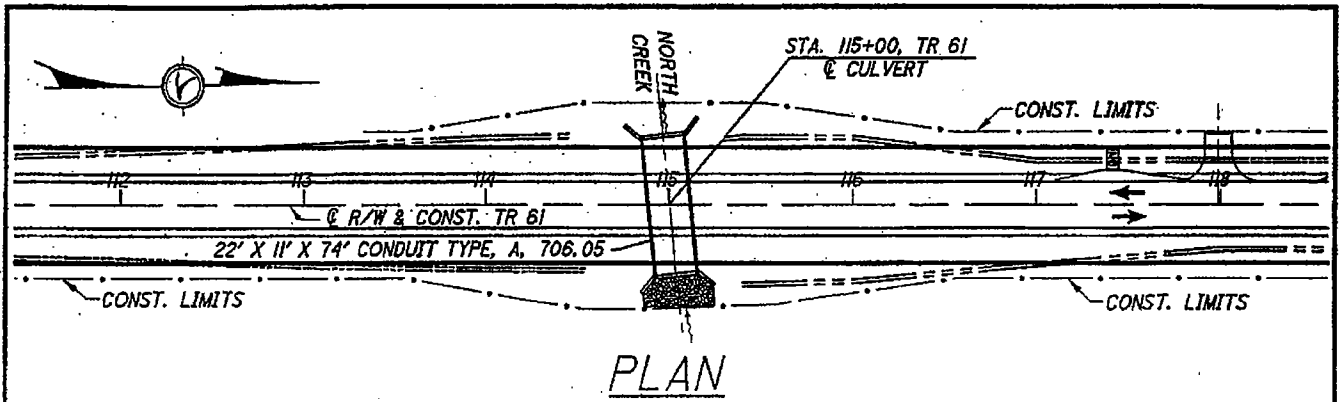 NORTH
CREEK
STA. 115+00, TR 61
℄ CULVERT
CONST. LIMITS
112 113 114 115 116 117 118
℄ R/W & CONST. TR 61
22' X 11' X 74' CONDUIT TYPE, A, 706.05
CONST. LIMITS
CONST. LIMITS
PLAN